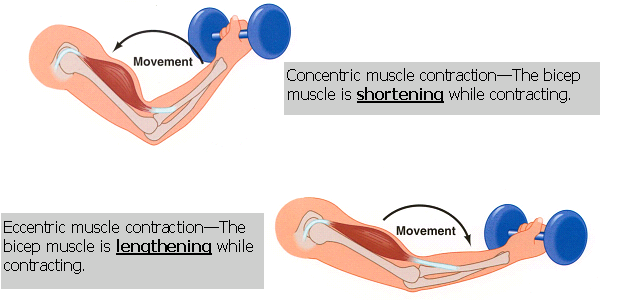 Movement
Concentric muscle contraction—The bicep
muscle is shortening while contracting.
Eccentric muscle contraction—The
bicep muscle is lengthening while
contracting.
Movement